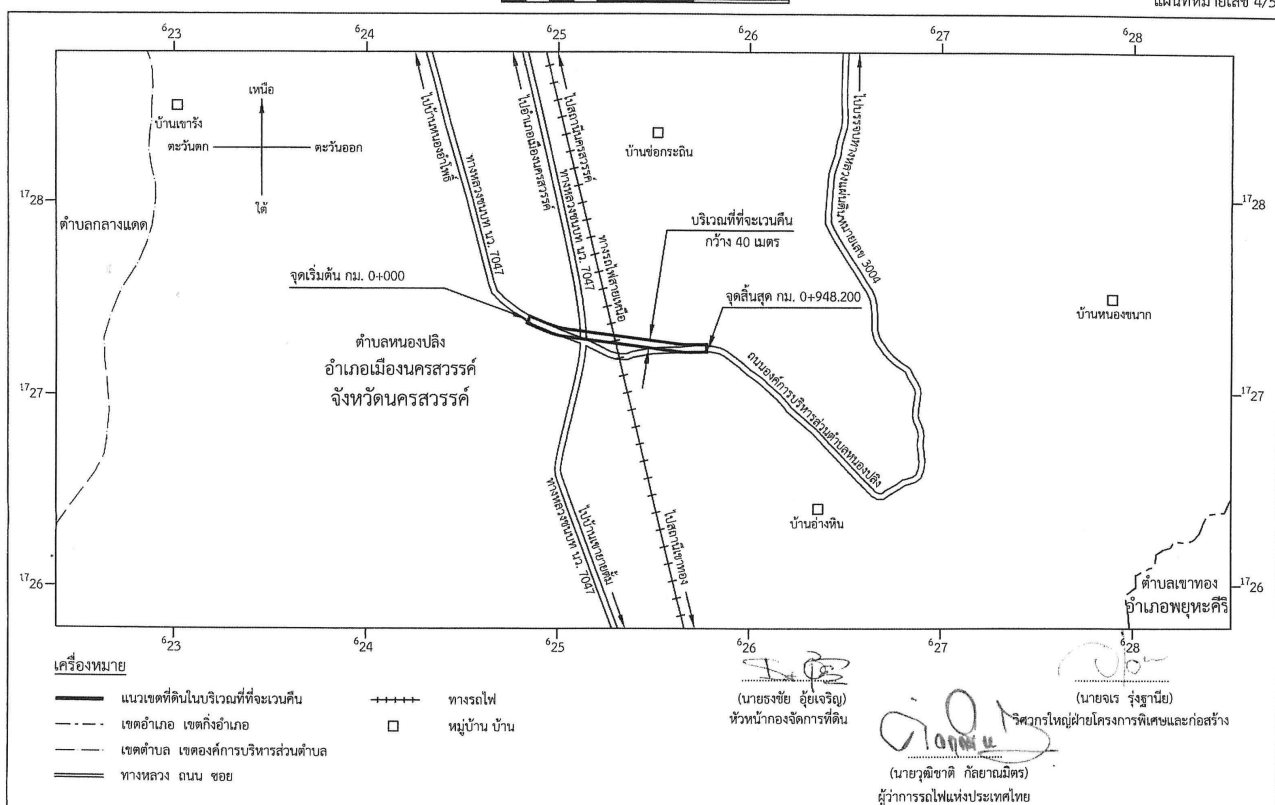 แผ่นที่หมายเลข 4/5
623 624 625 626 627 628
เหนือ
ตะวันตก
ตะวันออก
ใต้
บ้านเขารัง
ไปบ้านหนองอำโพธิ์
ทางหลวงชนบท นว. 7047
ไปอำเภอเมืองนครสวรรค์
ทางหลวงชนบท นว. 7047
ไปสถานีนครสวรรค์
ทางรถไฟสายเหนือ
บ้านช่อกระถิน
ไปบรรจบทางหลวงแผ่นดินหมายเลข 3004
1728
1728
ตำบลกลางแดด
บริเวณที่ที่จะเวนคืน
กว้าง 40 เมตร
จุดเริ่มต้น กม. 0+000
จุดสิ้นสุด กม. 0+948.200
บ้านหนองขนาก
ตำบลหนองปลิง
อำเภอเมืองนครสวรรค์
จังหวัดนครสวรรค์
1727
1727
ถนนองค์การบริหารส่วนตำบลหนองปลิง
บ้านอ่างหิน
ไปบ้านเขายายต้ม
ทางหลวงชนบท นว. 7047
ไปสถานีเขาทอง
1726
1726
ตำบลเขาทอง
อำเภอพยุหะคีรี
623 624 625 626 627 628
เครื่องหมาย
แนวเขตที่ดินในบริเวณที่ที่จะเวนคืน
ทางรถไฟ
เขตอำเภอ เขตกิ่งอำเภอ
หมู่บ้าน บ้าน
เขตตำบล เขตองค์การบริหารส่วนตำบล
ทางหลวง ถนน ซอย
(นายธงชัย อุ้ยเจริญ)
หัวหน้ากองจัดการที่ดิน
(นายจเร รุ่งฐานีย)
วิศวกรใหญ่ฝ่ายโครงการพิเศษและก่อสร้าง
(นายวุฒิชาติ กัลยาณมิตร)
ผู้ว่าการรถไฟแห่งประเทศไทย